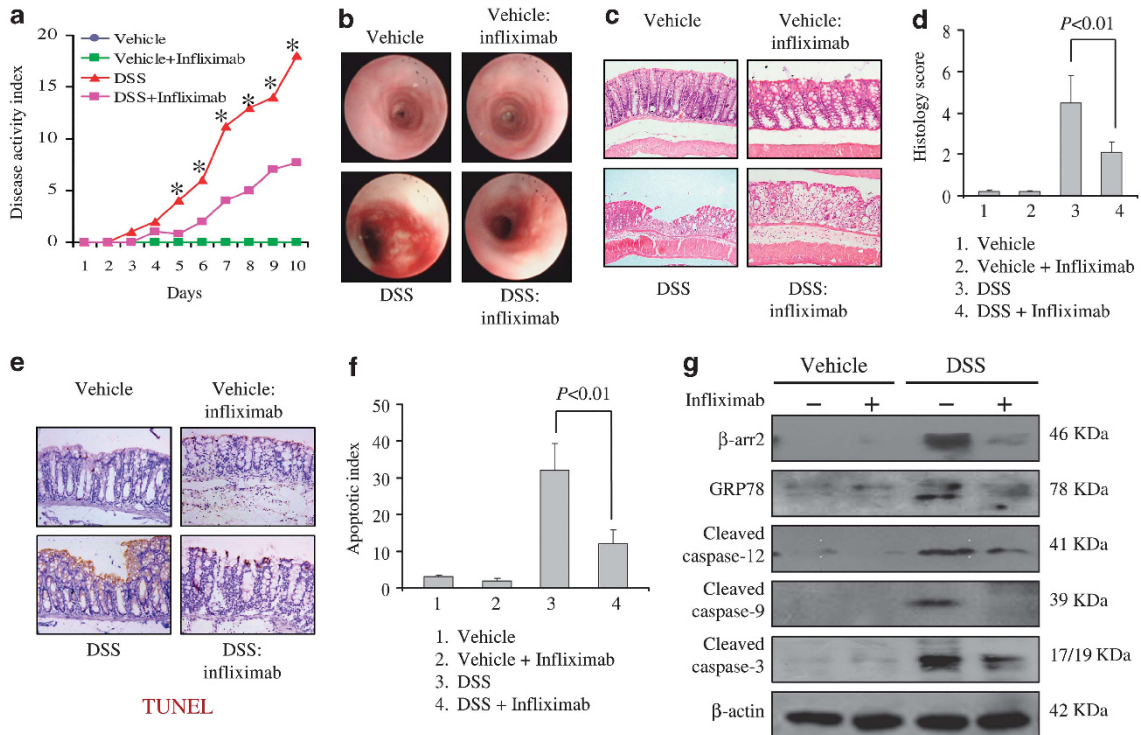 a
20
15
10
5
0
Disease activity index
Vehicle
Vehicle+Infliximab
DSS
DSS+Infliximab
* * * * * *
1 2 3 4 5 6 7 8 9 10
Days
b
Vehicle
Vehicle:
infliximab
DSS
DSS:
infliximab
c
Vehicle
Vehicle:
infliximab
DSS
DSS:
infliximab
d
P<0.01
8
6
4
2
0
Histology score
1 2 3 4
1. Vehicle
2. Vehicle + Infliximab
3. DSS
4. DSS + Infliximab
e
Vehicle
Vehicle:
infliximab
DSS
DSS:
infliximab
TUNEL
f
P<0.01
50
40
30
20
10
0
Apoptotic index
1 2 3 4
1. Vehicle
2. Vehicle + Infliximab
3. DSS
4. DSS + Infliximab
g
Vehicle DSS
Infliximab − + − +
β-arr2 46 KDa
GRP78 78 KDa
Cleaved
caspase-12 41 KDa
Cleaved
caspase-9 39 KDa
Cleaved
caspase-3 17/19 KDa
β-actin 42 KDa